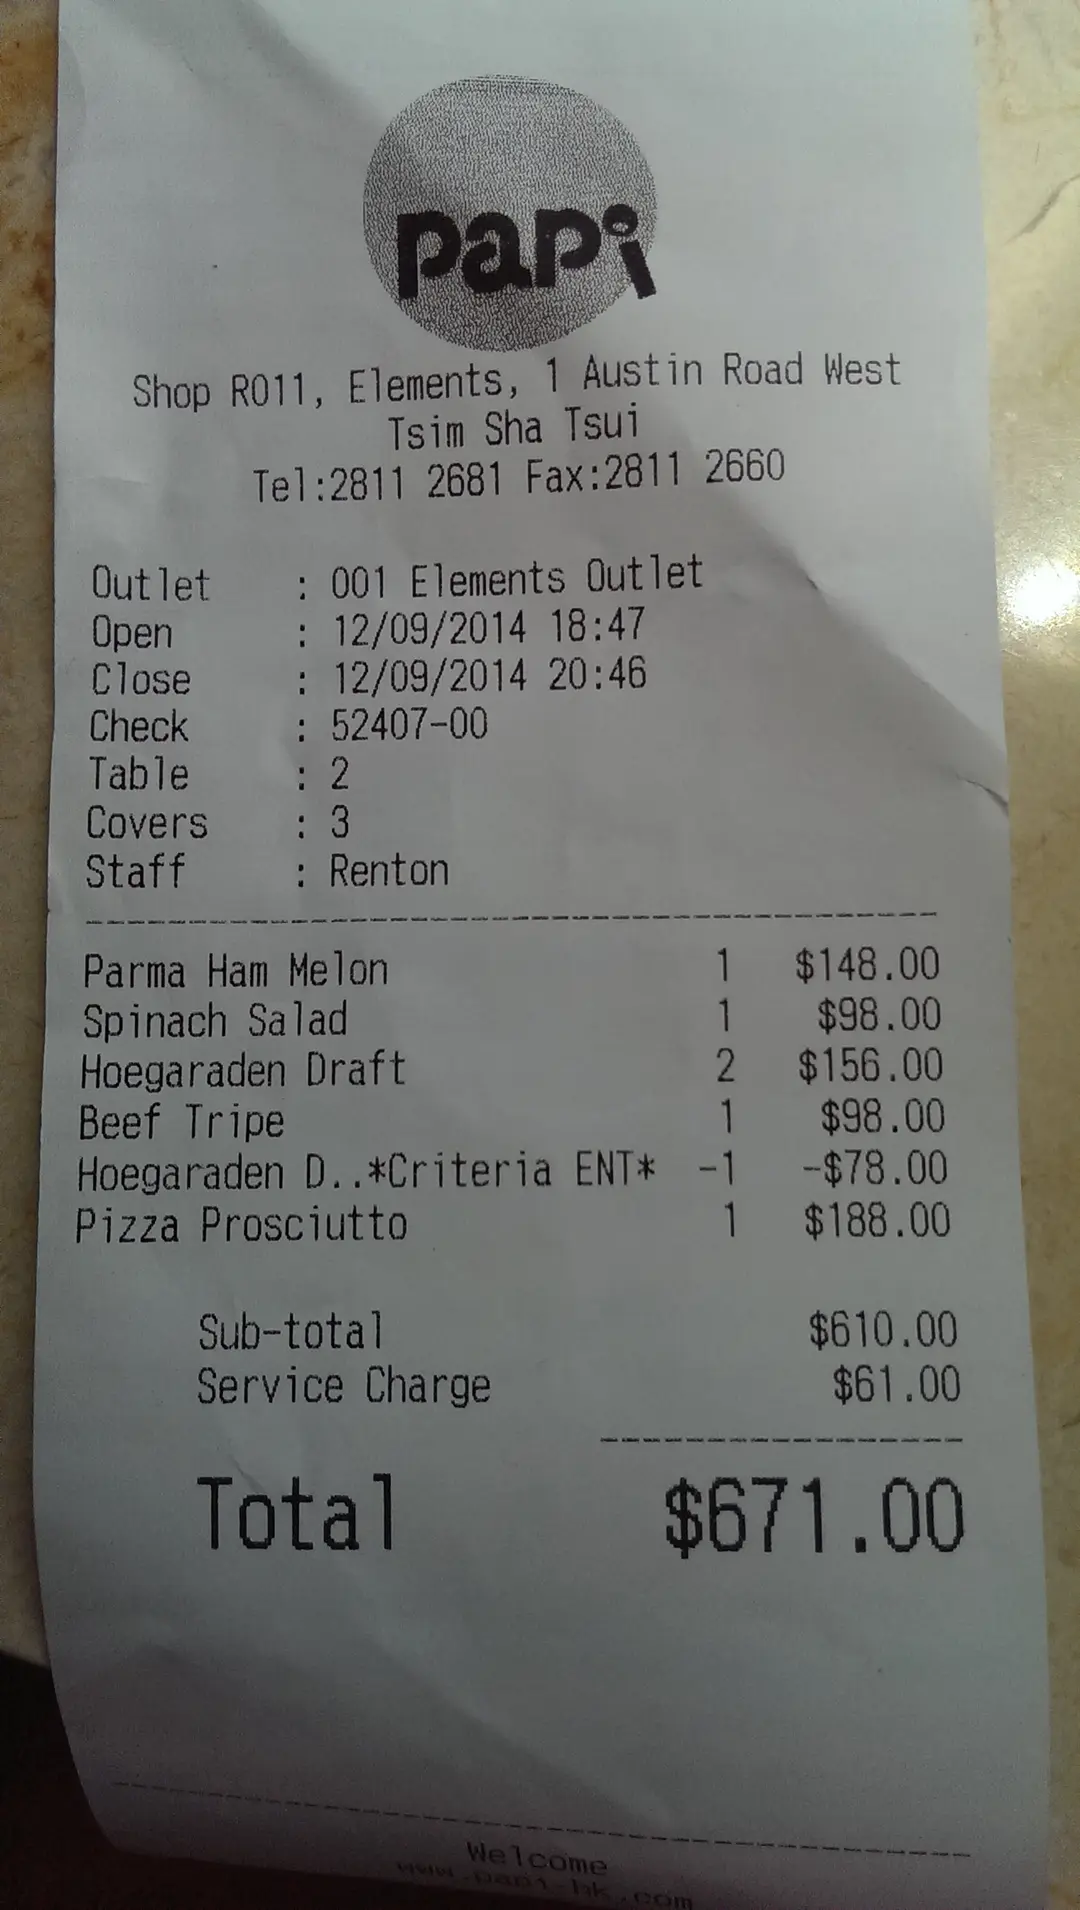 papi
Shop R011, Elements, 1 Austin Road West
Tsim Sha Tsui
Tel:2811 2681 Fax:2811 2660
Outlet : 001 Elements Outlet
Open : 12/09/2014 18:47
Close : 12/09/2014 20:46
Check : 52407-00
Table : 2
Covers : 3
Staff : Renton
Parma Ham Melon 1 $148.00
Spinach Salad 1 $98.00
Hoegaraden Draft 2 $156.00
Beef Tripe 1 $98.00
Hoegaraden D..*Criteria ENT* -1 -$78.00
Pizza Prosciutto 1 $188.00
Sub-total $610.00
Service Charge $61.00
Total $671.00
Welcome
www.papi-hk.com